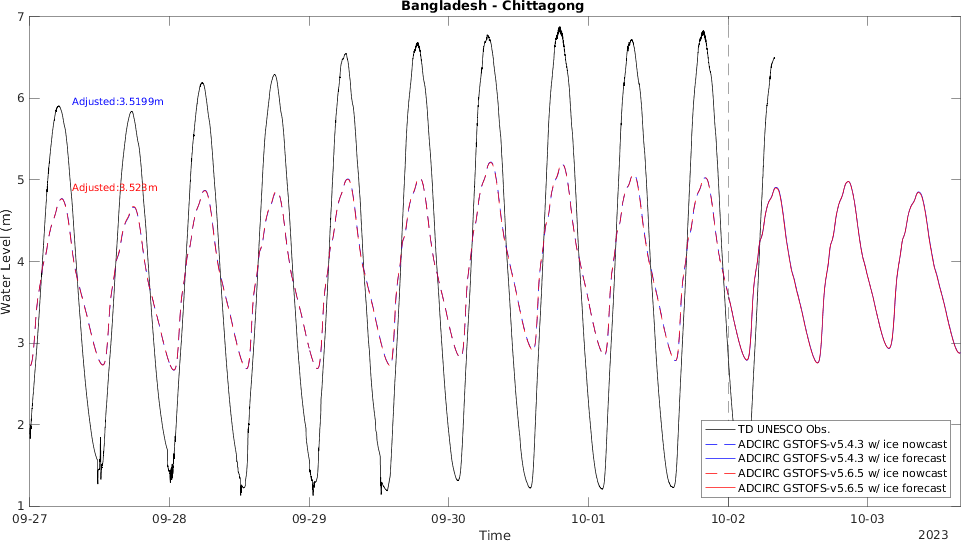 Bangladesh - Chittagong
7
6
5
4
3
2
1
Water Level (m)
Adjusted:3.5199m
Adjusted:3.523m
TD UNESCO Obs.
ADCIRC GSTOFS-v5.4.3 w/ ice nowcast
ADCIRC GSTOFS-v5.4.3 w/ ice forecast
ADCIRC GSTOFS-v5.6.5 w/ ice nowcast
ADCIRC GSTOFS-v5.6.5 w/ ice forecast
09-27 09-28 09-29 09-30 10-01 10-02 10-03
Time
2023